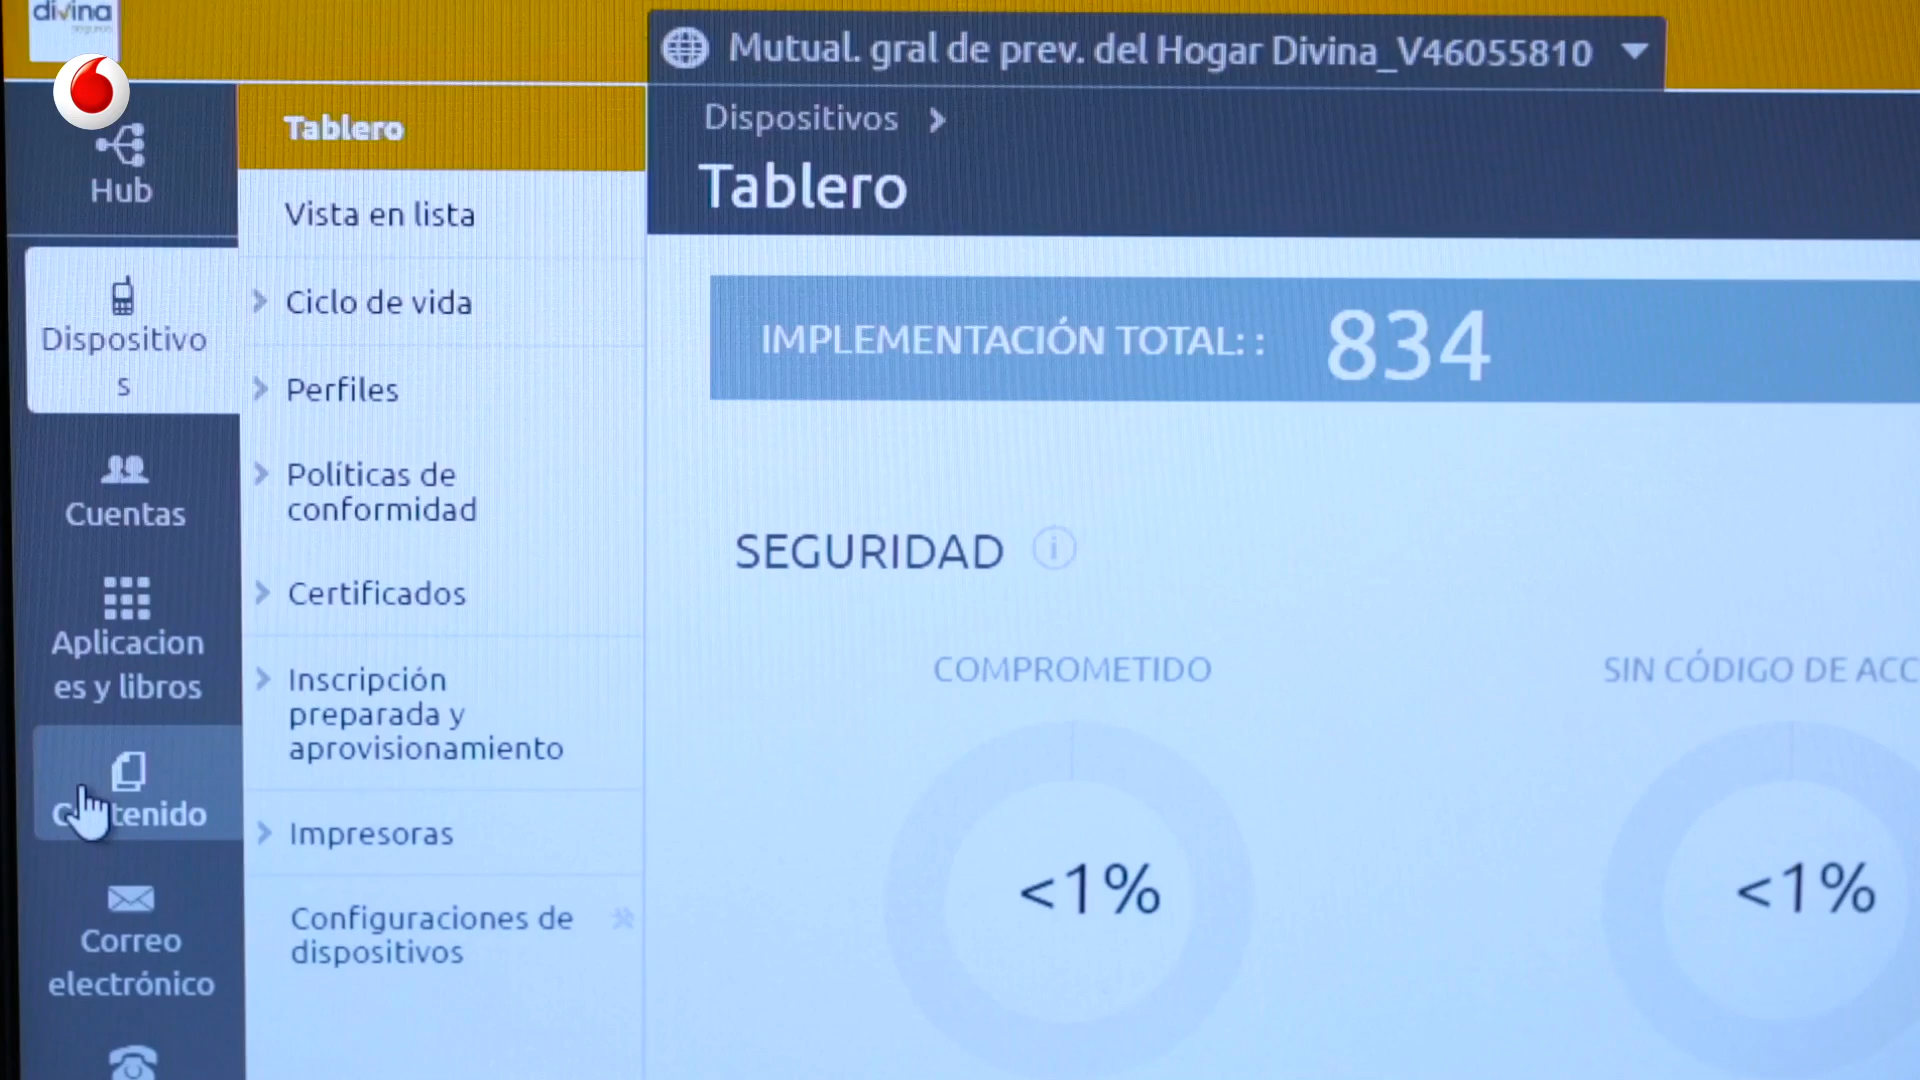 divina
seguros
Mutual. gral de prev. del Hogar Divina_V46055810
Hub
Dispositivo
s
Cuentas
Aplicacion
es y libros
Contenido
Correo
electrónico
Tablero
Vista en lista
Ciclo de vida
Perfiles
Políticas de
conformidad
Certificados
Inscripción
preparada y
aprovisionamiento
Impresoras
Configuraciones de
dispositivos
Dispositivos
Tablero
IMPLEMENTACIÓN TOTAL: :
834
SEGURIDAD
COMPROMETIDO
<1%
SIN CÓDIGO DE ACC
<1%